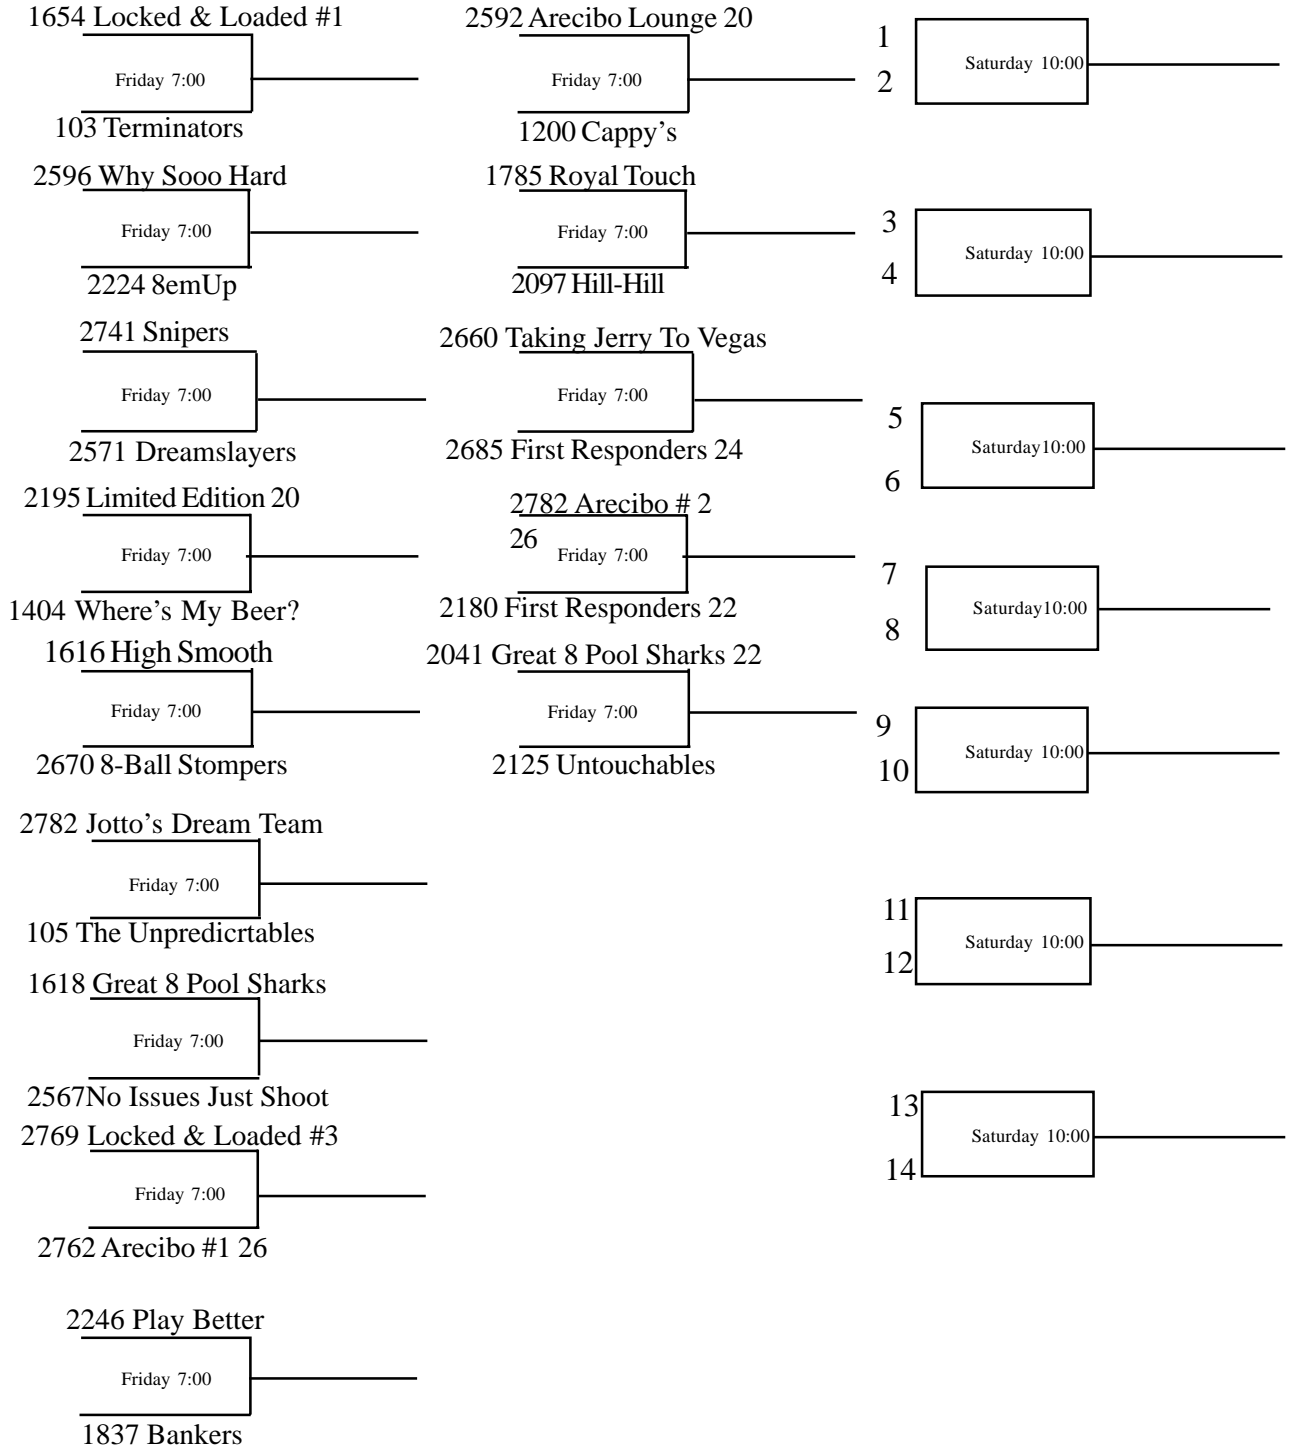 1654 Locked & Loaded #1
Friday 7:00
103 Terminators
2596 Why Sooo Hard
Friday 7:00
2224 8emUp
2741 Snipers
Friday 7:00
2571 Dreamslayers
2195 Limited Edition 20
Friday 7:00
1404 Where's My Beer?
1616 High Smooth
Friday 7:00
2670 8-Ball Stompers
2782 Jotto's Dream Team
Friday 7:00
105 The Unpredicrtables
1618 Great 8 Pool Sharks
Friday 7:00
2567No Issues Just Shoot
2769 Locked & Loaded #3
Friday 7:00
2762 Arecibo #1 26
2246 Play Better
Friday 7:00
1837 Bankers
2592 Arecibo Lounge 20
Friday 7:00
1200 Cappy's
1785 Royal Touch
Friday 7:00
2097 Hill-Hill
2660 Taking Jerry To Vegas
Friday 7:00
2685 First Responders 24
2782 Arecibo # 2
26
Friday 7:00
2180 First Responders 22
2041 Great 8 Pool Sharks 22
Friday 7:00
2125 Untouchables
1
Saturday 10:00
2
3
Saturday 10:00
4
5
Saturday10:00
6
7
Saturday10:00
8
9
Saturday 10:00
10
11
Saturday 10:00
12
13
Saturday 10:00
14